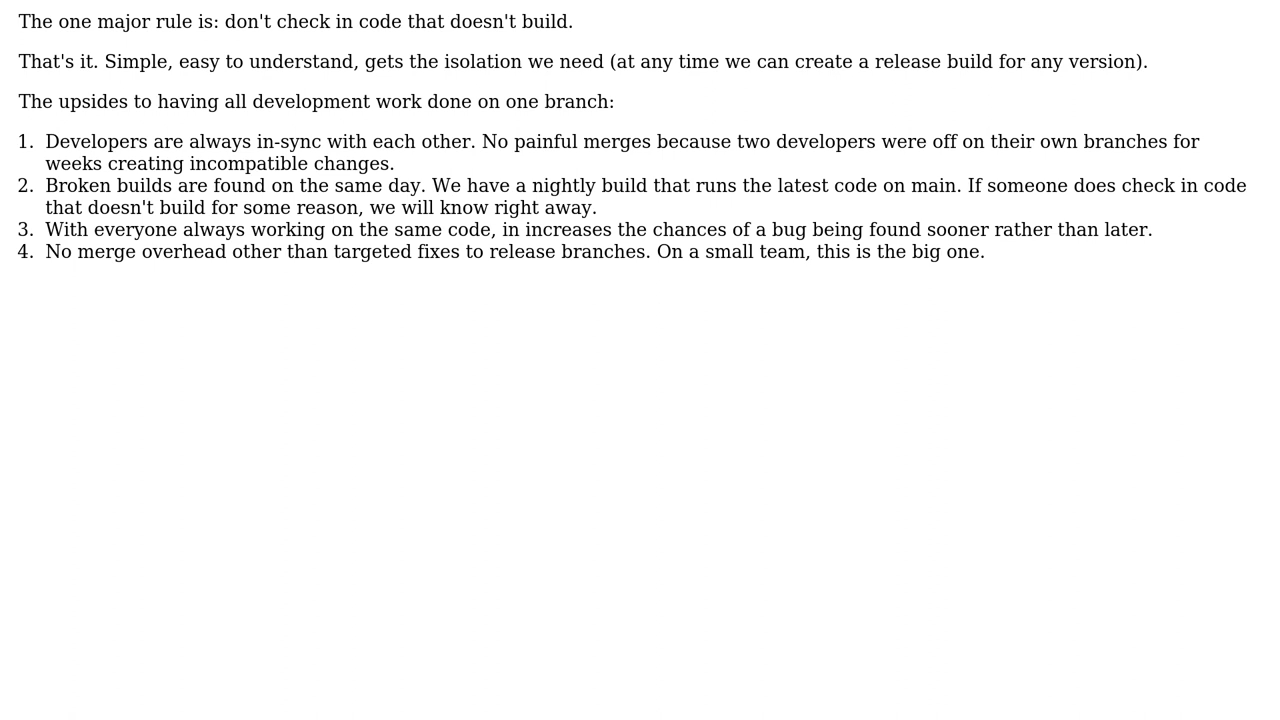 The one major rule is: don't check in code that doesn't build.
That's it. Simple, easy to understand, gets the isolation we need (at any time we can create a release build for any version).
The upsides to having all development work done on one branch:
1. Developers are always in-sync with each other. No painful merges because two developers were off on their own branches for
weeks creating incompatible changes.
2. Broken builds are found on the same day. We have a nightly build that runs the latest code on main. If someone does check in code
that doesn't build for some reason, we will know right away.
3. With everyone always working on the same code, in increases the chances of a bug being found sooner rather than later.
4. No merge overhead other than targeted fixes to release branches. On a small team, this is the big one.